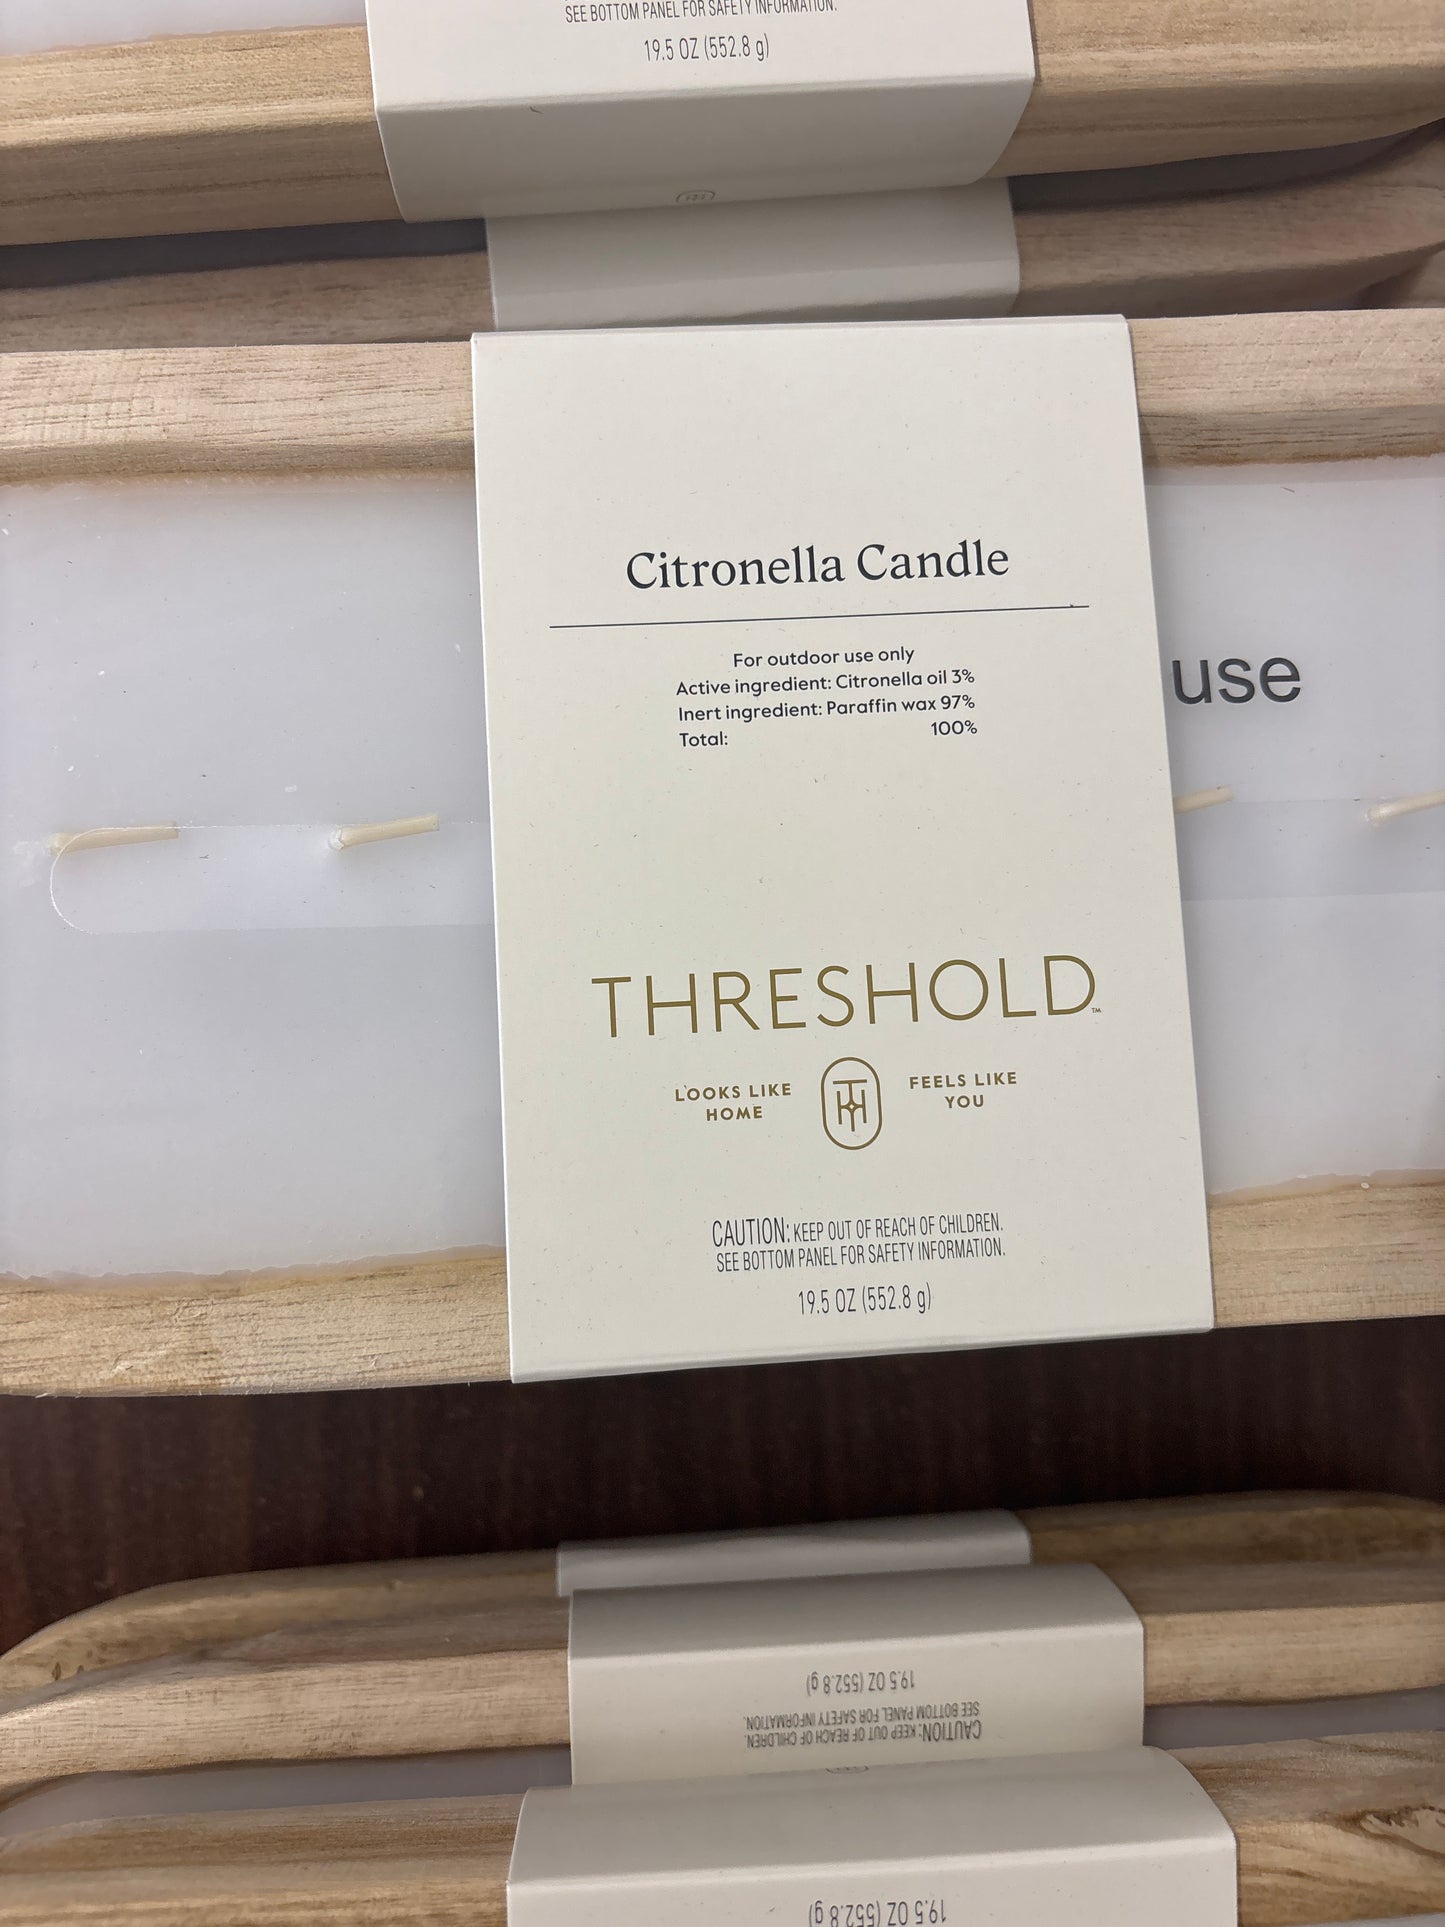 SEE BOTTOM PANEL FOR SAFETY INFORMATION.
19.5 OZ (552.8 g)
Citronella Candle
For outdoor use only
Active ingredient: Citronella oil 3%
Inert ingredient: Paraffin wax 97%
Total: 100%
use
THRESHOLD™
LOOKS LIKE HOME
FEELS LIKE YOU
CAUTION: KEEP OUT OF REACH OF CHILDREN.
SEE BOTTOM PANEL FOR SAFETY INFORMATION.
19.5 OZ (552.8 g)
CAUTION: KEEP OUT OF REACH OF CHILDREN.
SEE BOTTOM PANEL FOR SAFETY INFORMATION.
19.5 OZ (552.8 g)
19.5 OZ (552.8 g)